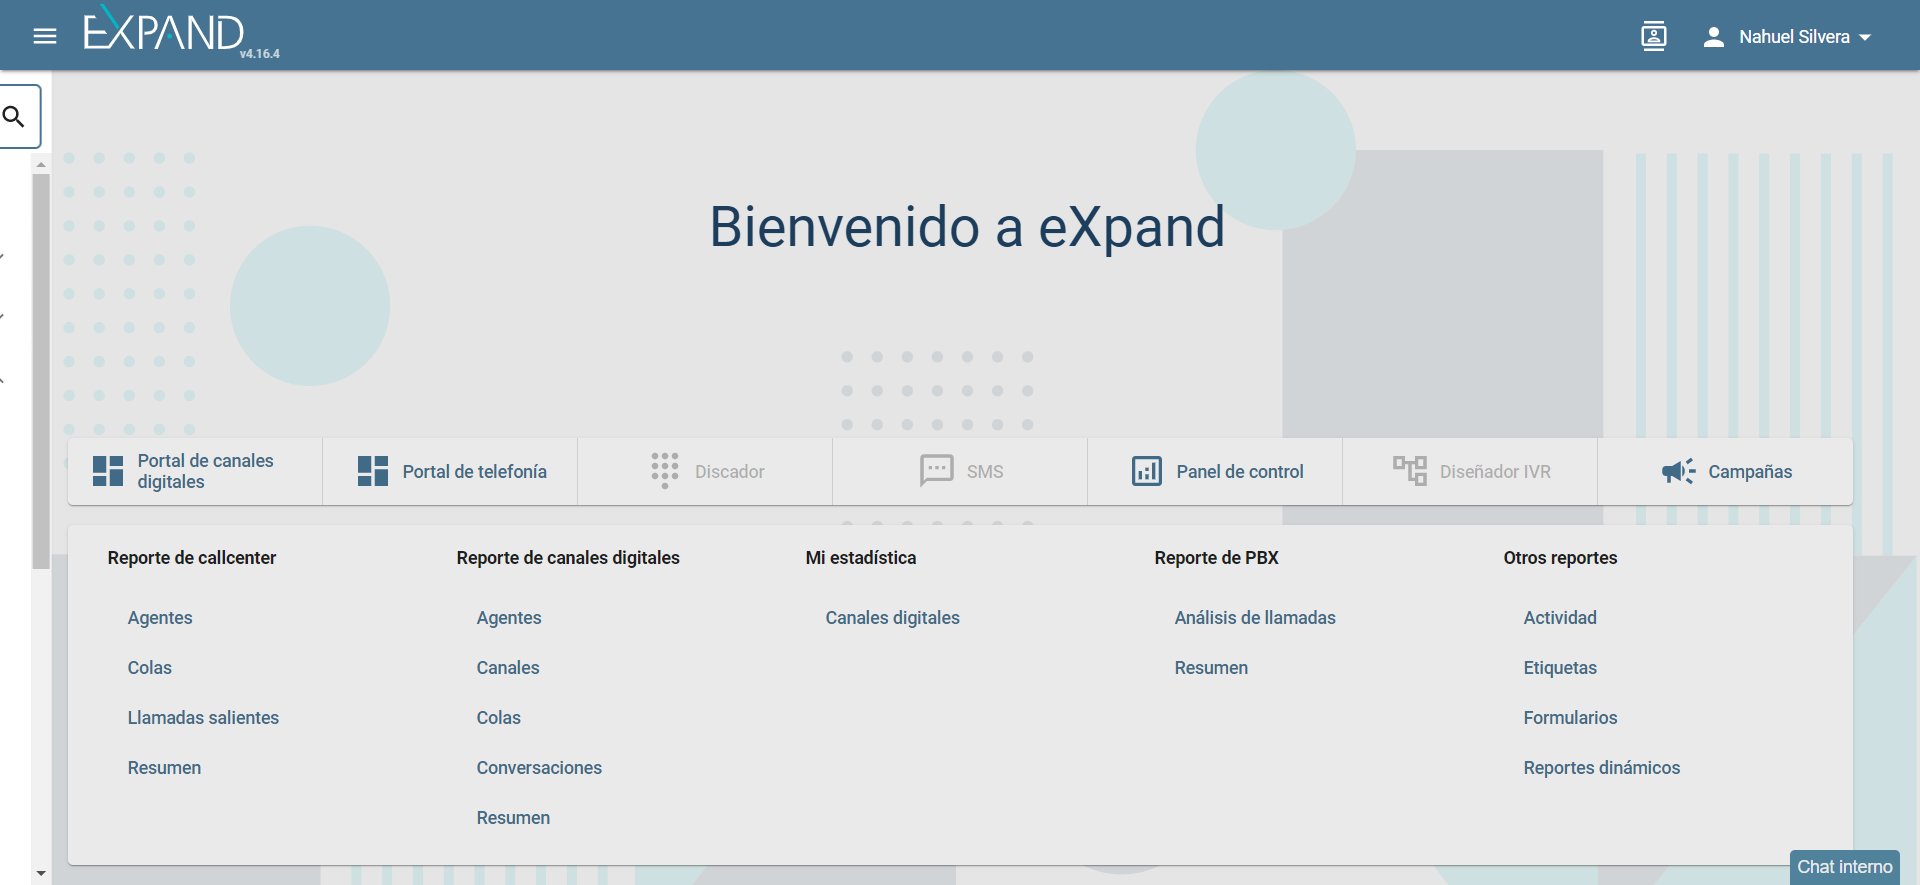 EXPAND
v4.16.4
Nahuel Silvera
Bienvenido a eXpand
Portal de canales
digitales
Portal de telefonía
Discador
SMS
Panel de control
Diseñador IVR
Campañas
Reporte de callcenter
Agentes
Colas
Llamadas salientes
Resumen
Reporte de canales digitales
Agentes
Canales
Colas
Conversaciones
Resumen
Mi estadística
Canales digitales
Reporte de PBX
Análisis de llamadas
Resumen
Otros reportes
Actividad
Etiquetas
Formularios
Reportes dinámicos
Chat interno